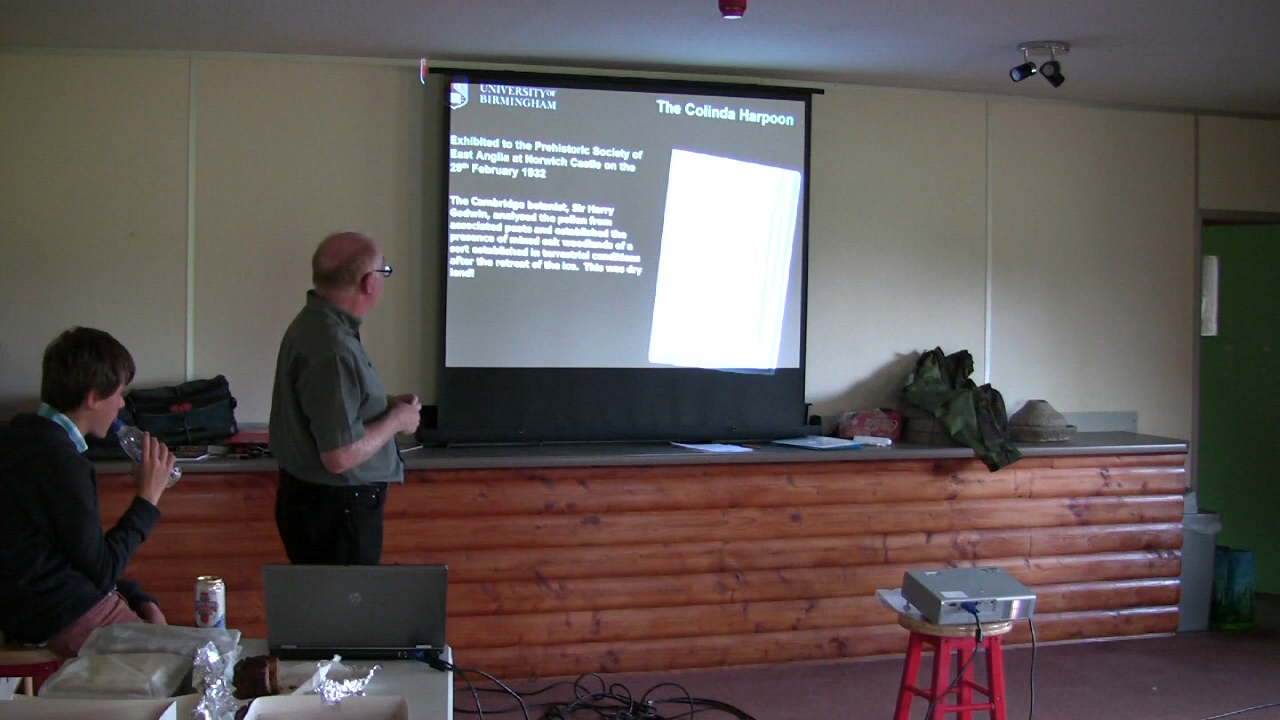 UNIVERSITY OF
BIRMINGHAM
The Colinda Harpoon
Exhibited to the Prehistoric Society of
East Anglia at Norwich Castle on the
29th February 1932
The Cambridge botanist, Sir Harry
Godwin, analysed the pollen from
associated peats and established the
presence of mixed oak woodlands of a
sort established in terrestrial conditions
after the retreat of the ice. This was dry
land!
hp